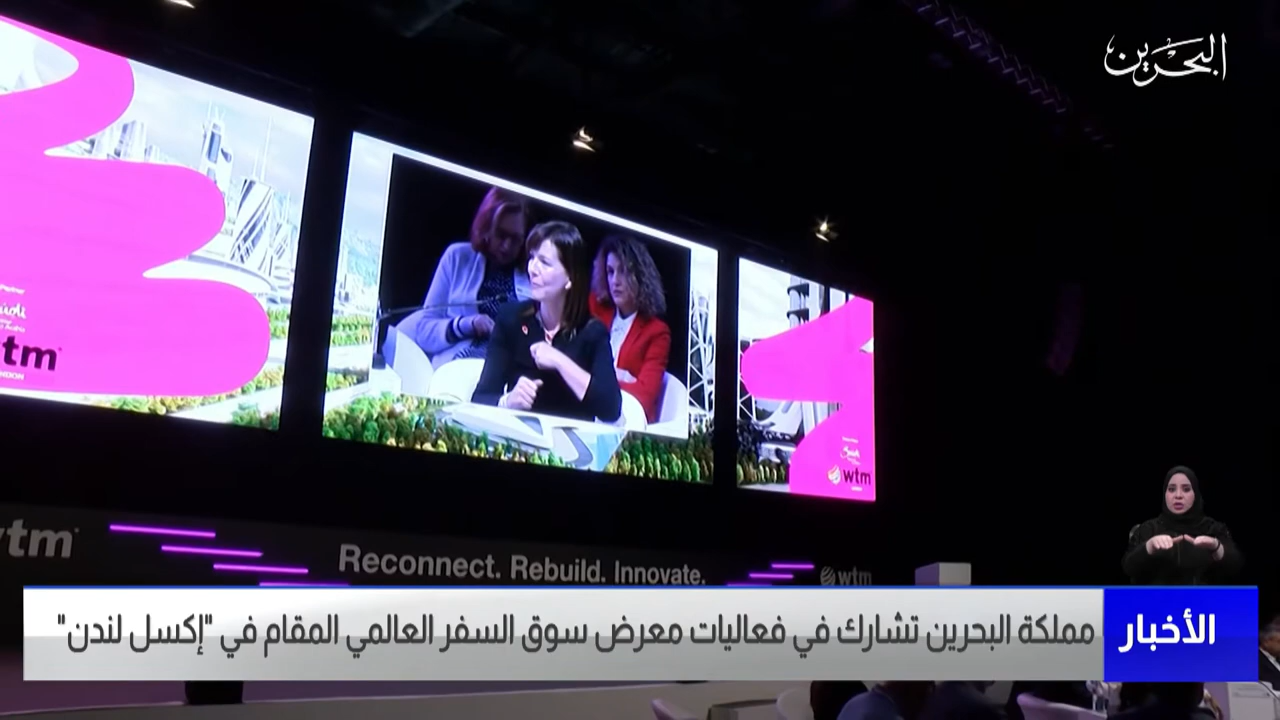 البحرين
wtm
Reconnect. Rebuild. Innovate.
wtm
wtm
الأخبار
مملكة البحرين تشارك في فعاليات معرض سوق السفر العالمي المقام في "إكسل لندن"